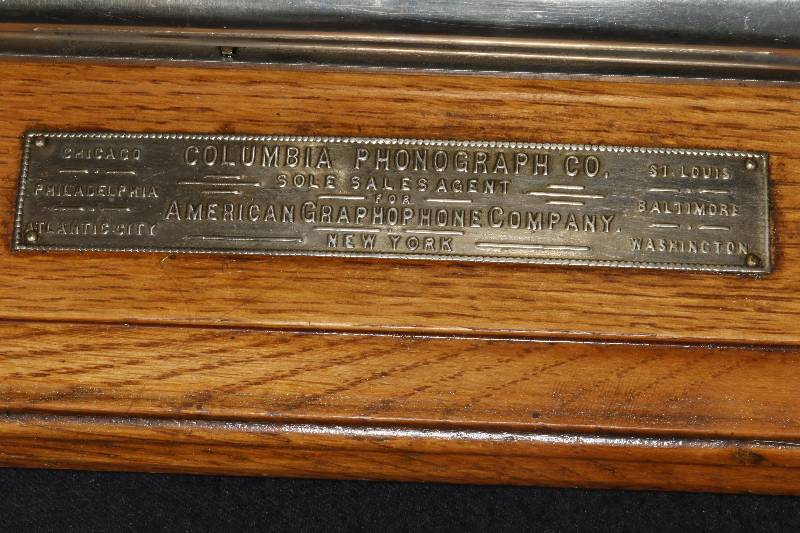 CHICAGO
PHILADELPHIA
ATLANTIC-CITY
COLUMBIA PHONOGRAPH CO.
SOLE SALES AGENT
FOR
AMERICAN GRAPHOPHONE COMPANY.
NEW YORK
ST. LOUIS
BALTIMORE
WASHINGTON